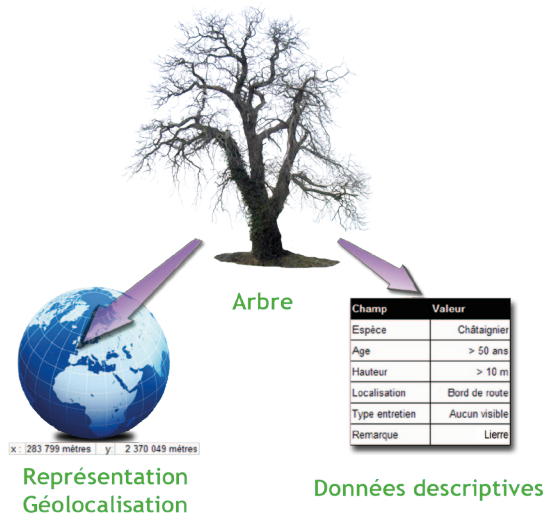 Arbre
Champ Valeur
Espèce Châtaignier
Age > 50 ans
Hauteur > 10 m
Localisation Bord de route
Type entretien Aucun visible
Remarque Lierre
x : 283 799 mètres y: 2 370 049 mètres
Représentation
Géolocalisation
Données descriptives